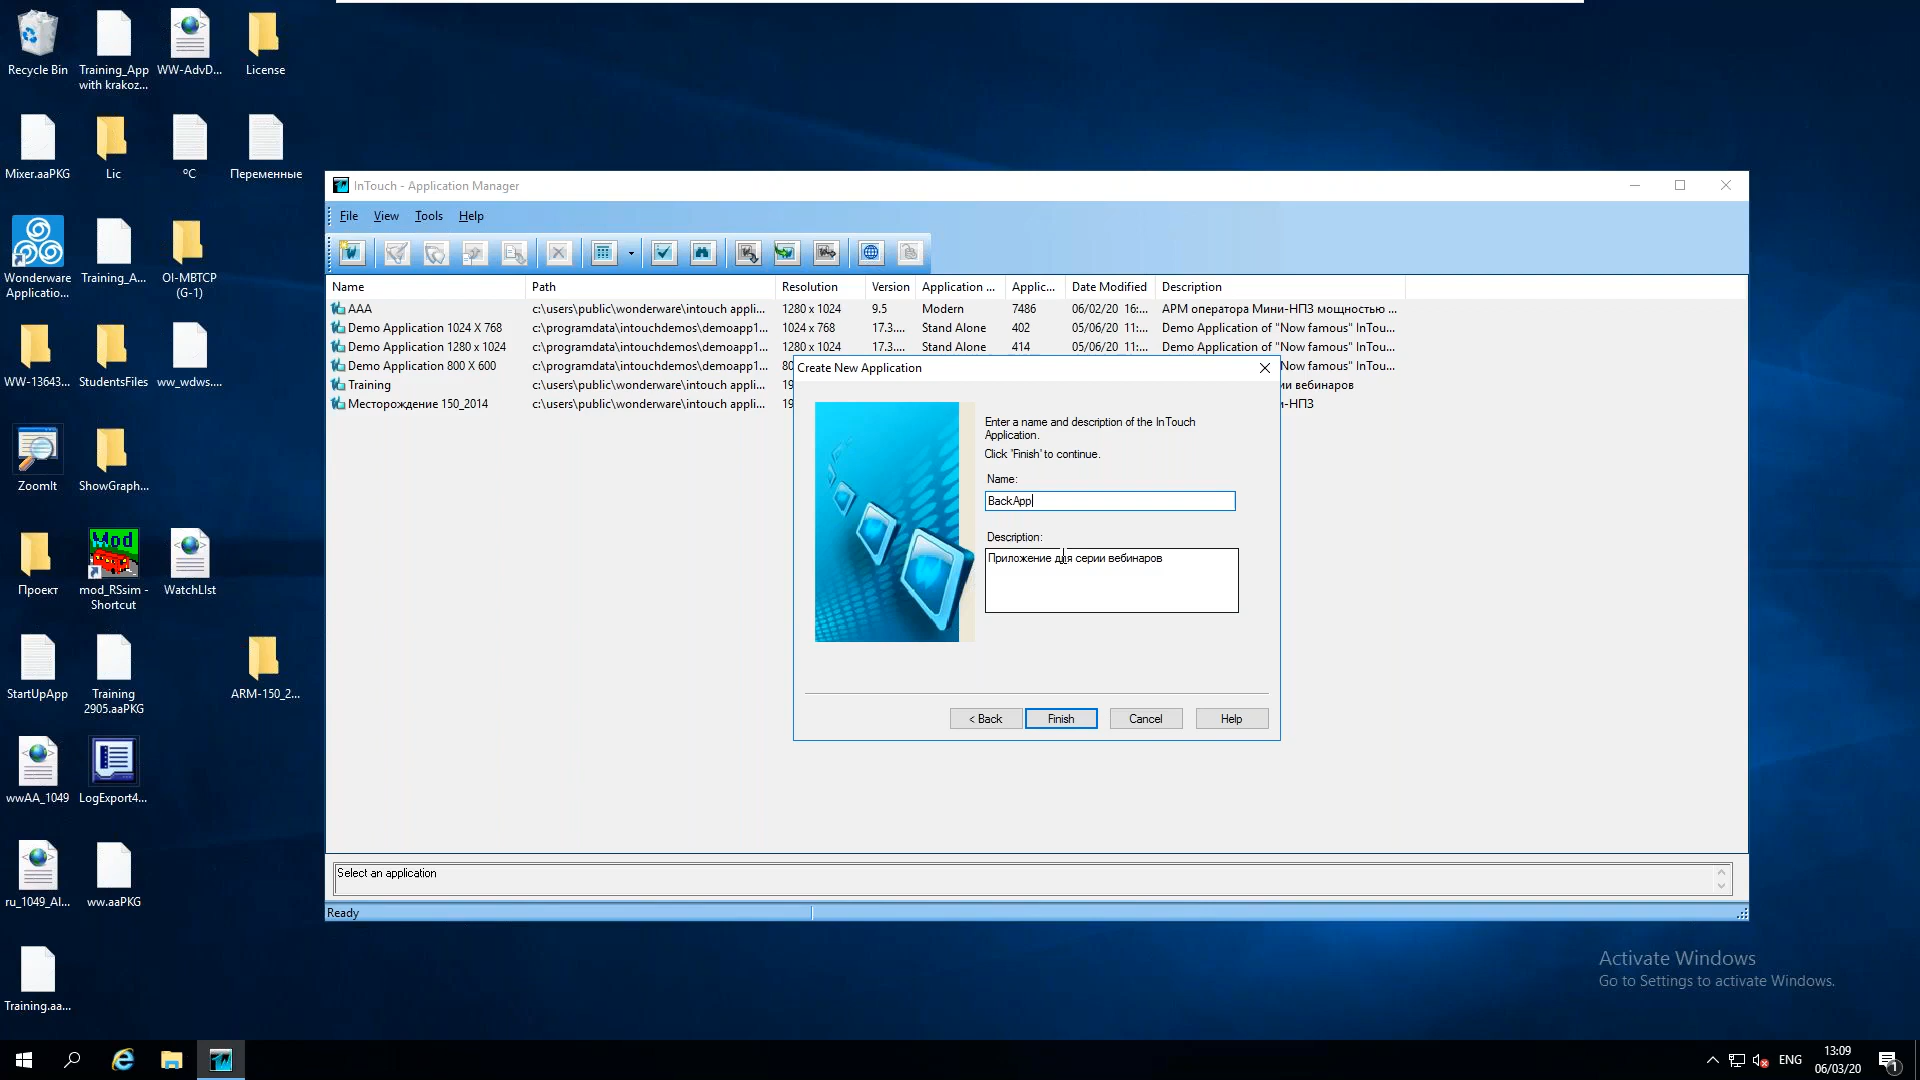 Recycle Bin
Training_App
with krakoz...
WW-AdvD...
License
Mixer.aaPKG
Lic
ºC
Переменные
Wonderware
Applicatio...
Training_A...
OI-MBTCP
(G-1)
WW-13643...
StudentsFiles
ww_wdws....
ZoomIt
ShowGraph...
Проект
Mod
mod_RSsim -
Shortcut
WatchLIst
StartUpApp
Training
2905.aaPKG
ARM-150_2...
wwAA_1049
LogExport4...
ru_1049_Al...
ww.aaPKG
Training.aa...
InTouch - Application Manager
File View Tools Help
Name Path Resolution Version Application ... Applic... Date Modified Description
AAA c:\users\public\wonderware\intouch appli... 1280 x 1024 9.5 Modern 7486 06/02/20 16:... АРМ оператора Мини-НПЗ мощностью ...
Demo Application 1024 X 768 c:\programdata\intouchdemos\demoapp1... 1024 x 768 17.3.... Stand Alone 402 05/06/20 11:... Demo Application of "Now famous" InTou...
Demo Application 1280 x 1024 c:\programdata\intouchdemos\demoapp1... 1280 x 1024 17.3.... Stand Alone 414 05/06/20 11:... Demo Application of "Now famous" InTou...
Demo Application 800 X 600 c:\programdata\intouchdemos\demoapp1... 80 "Now famous" InTou...
Training c:\users\public\wonderware\intouch appli... 19 ии вебинаров
Месторождение 150_2014 c:\users\public\wonderware\intouch appli... 19 -НПЗ
Create New Application
Enter a name and description of the InTouch
Application.
Click 'Finish' to continue.
Name:
BackApp
Description:
Приложение для серии вебинаров
< Back Finish Cancel Help
Select an application
Ready
Activate Windows
Go to Settings to activate Windows.
ENG
13:09
06/03/20
1